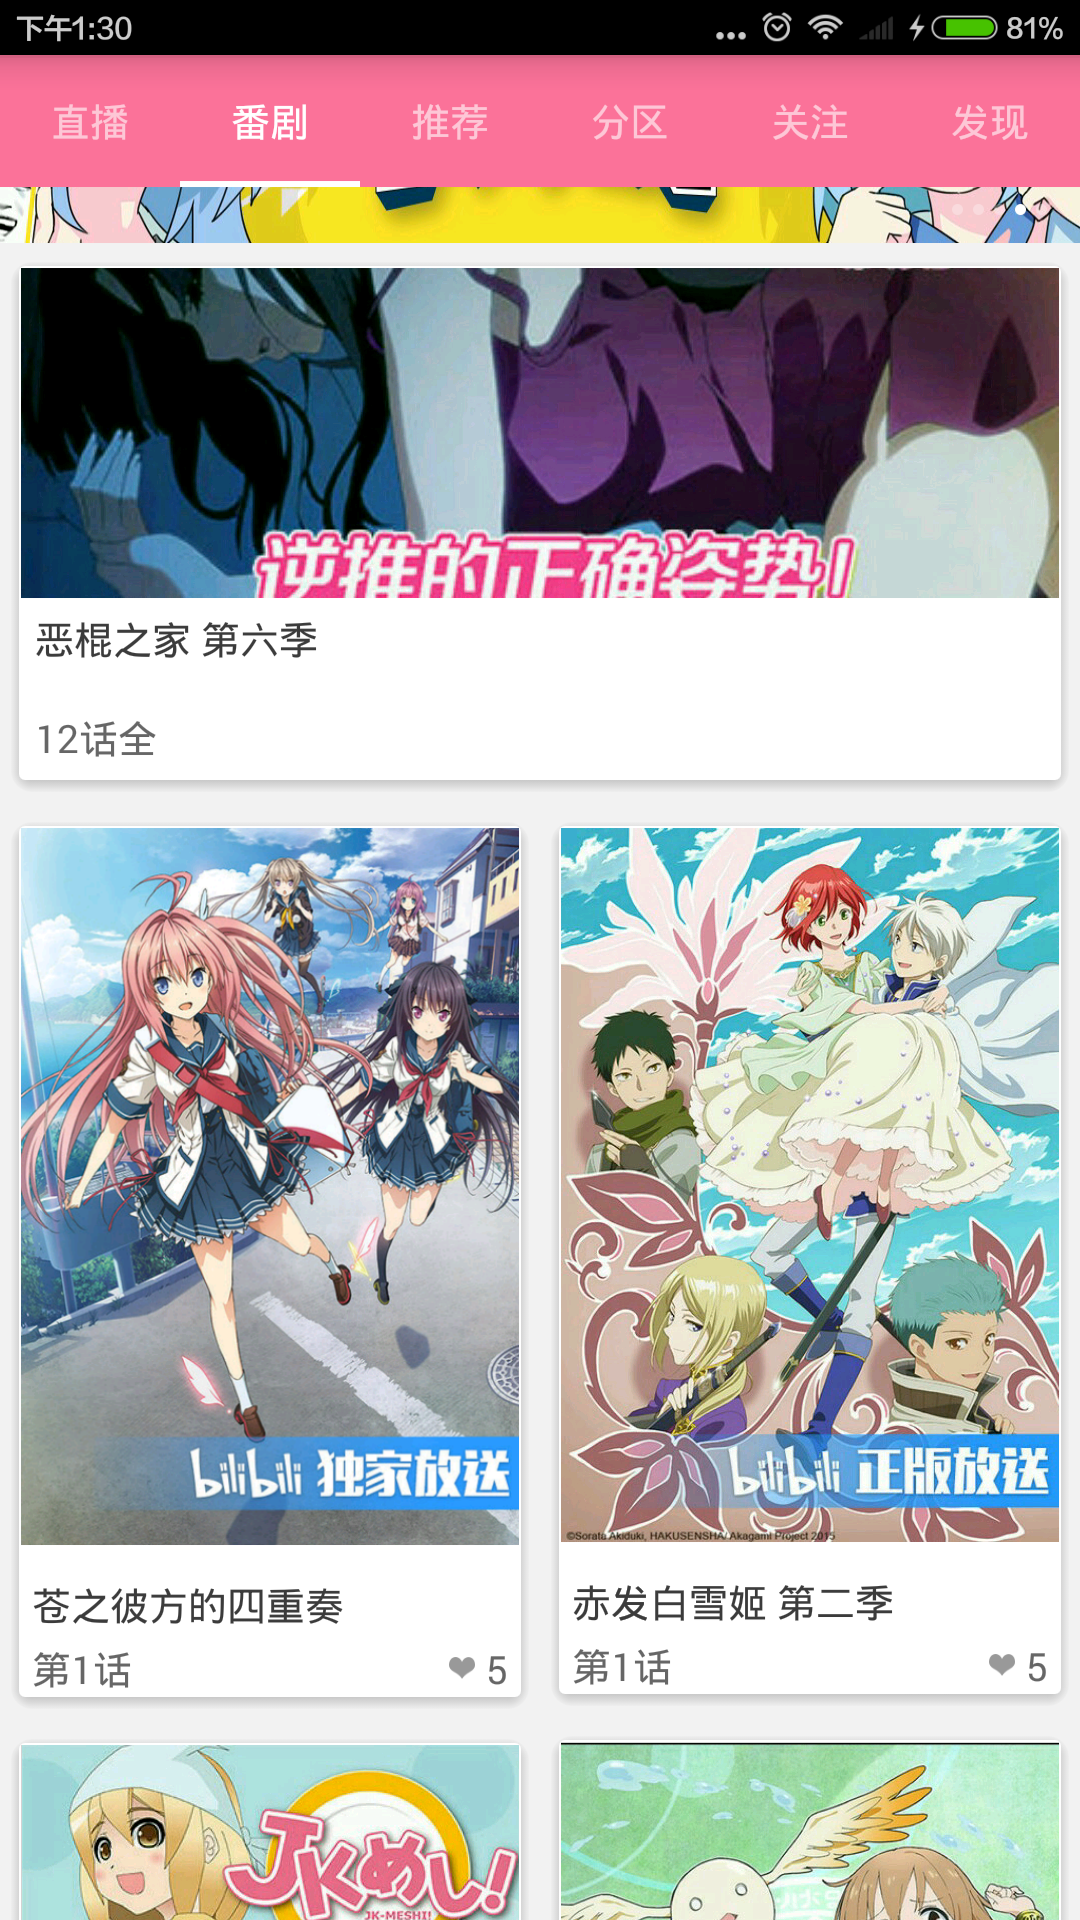 下午1:30
81%
直播 番剧 推荐 分区 关注 发现
逆推的正确姿势!
恶棍之家 第六季
12话全
bilibili 独家放送
bilibili 正版放送
©Sorata Akiduki, HAKUSENSHA/ Akagami Project 2015
苍之彼方的四重奏
第1话
5
赤发白雪姬 第二季
第1话
5
JKめし!
JK-MESHI!